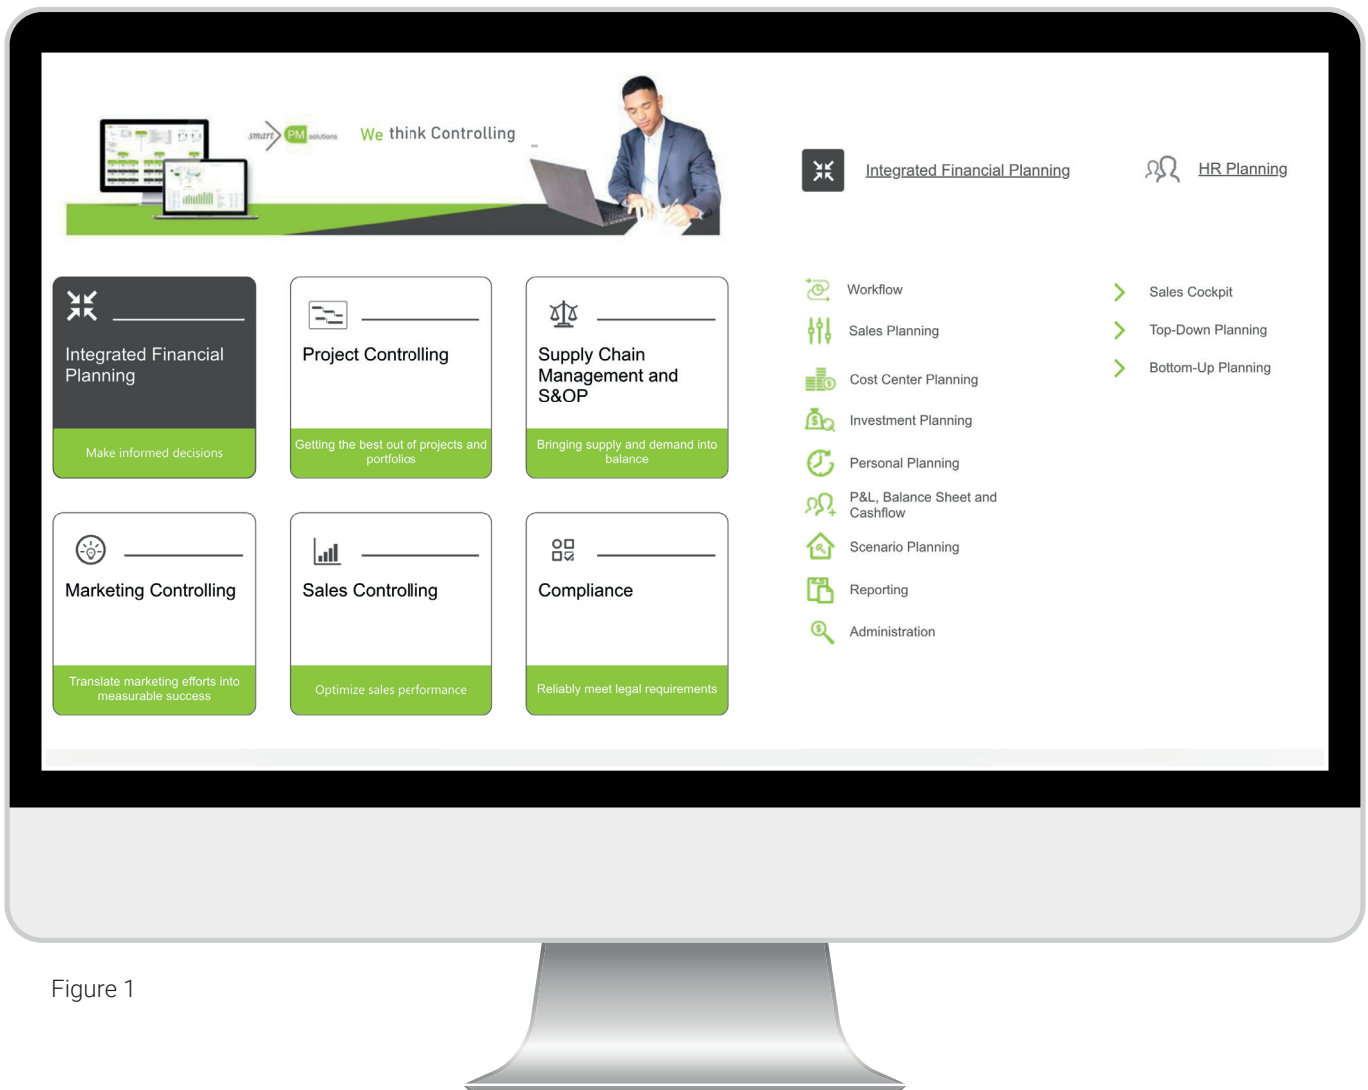 smart PM solutions We think Controlling
Integrated Financial Planning
HR Planning
Integrated Financial
Planning
Make informed decisions
Project Controlling
Getting the best out of projects and
portfolios
Supply Chain
Management and
S&OP
Bringing supply and demand into
balance
Marketing Controlling
Translate marketing efforts into
measurable success
Sales Controlling
Optimize sales performance
Compliance
Reliably meet legal requirements
Workflow
Sales Planning
Cost Center Planning
Investment Planning
Personal Planning
P&L, Balance Sheet and
Cashflow
Scenario Planning
Reporting
Administration
Sales Cockpit
Top-Down Planning
Bottom-Up Planning
Figure 1